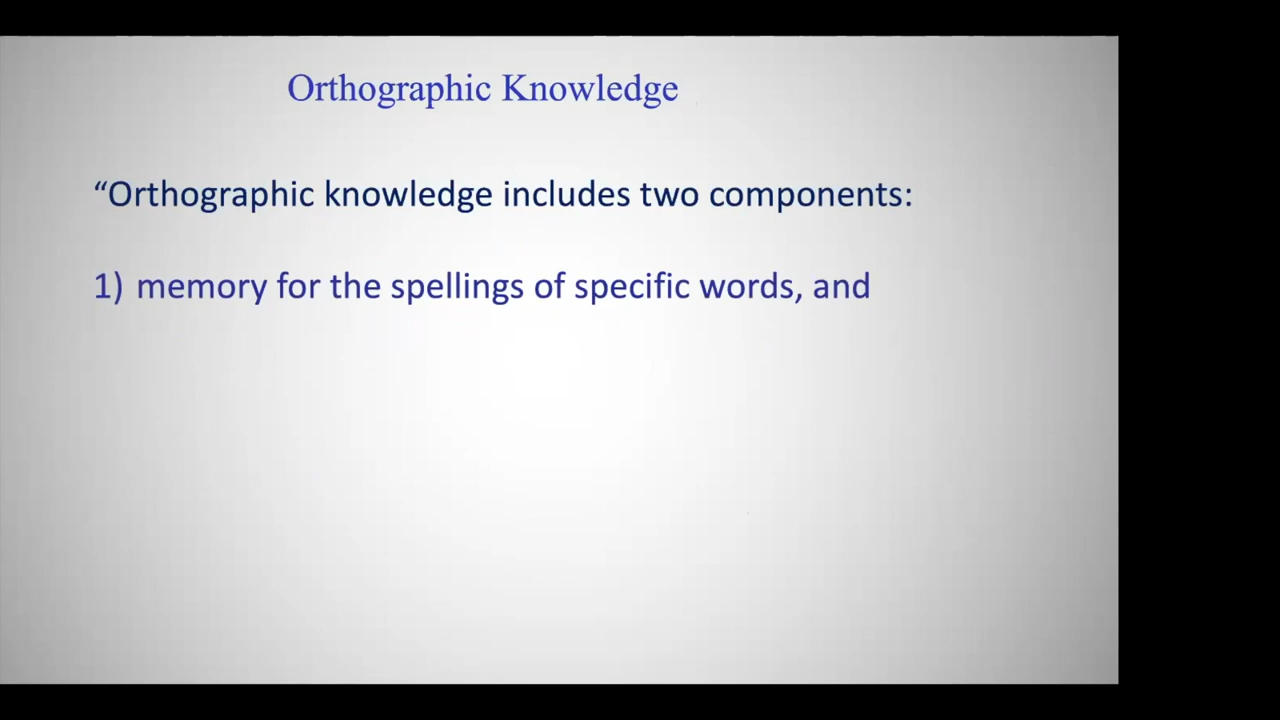 Orthographic Knowledge
“Orthographic knowledge includes two components:
1) memory for the spellings of specific words, and